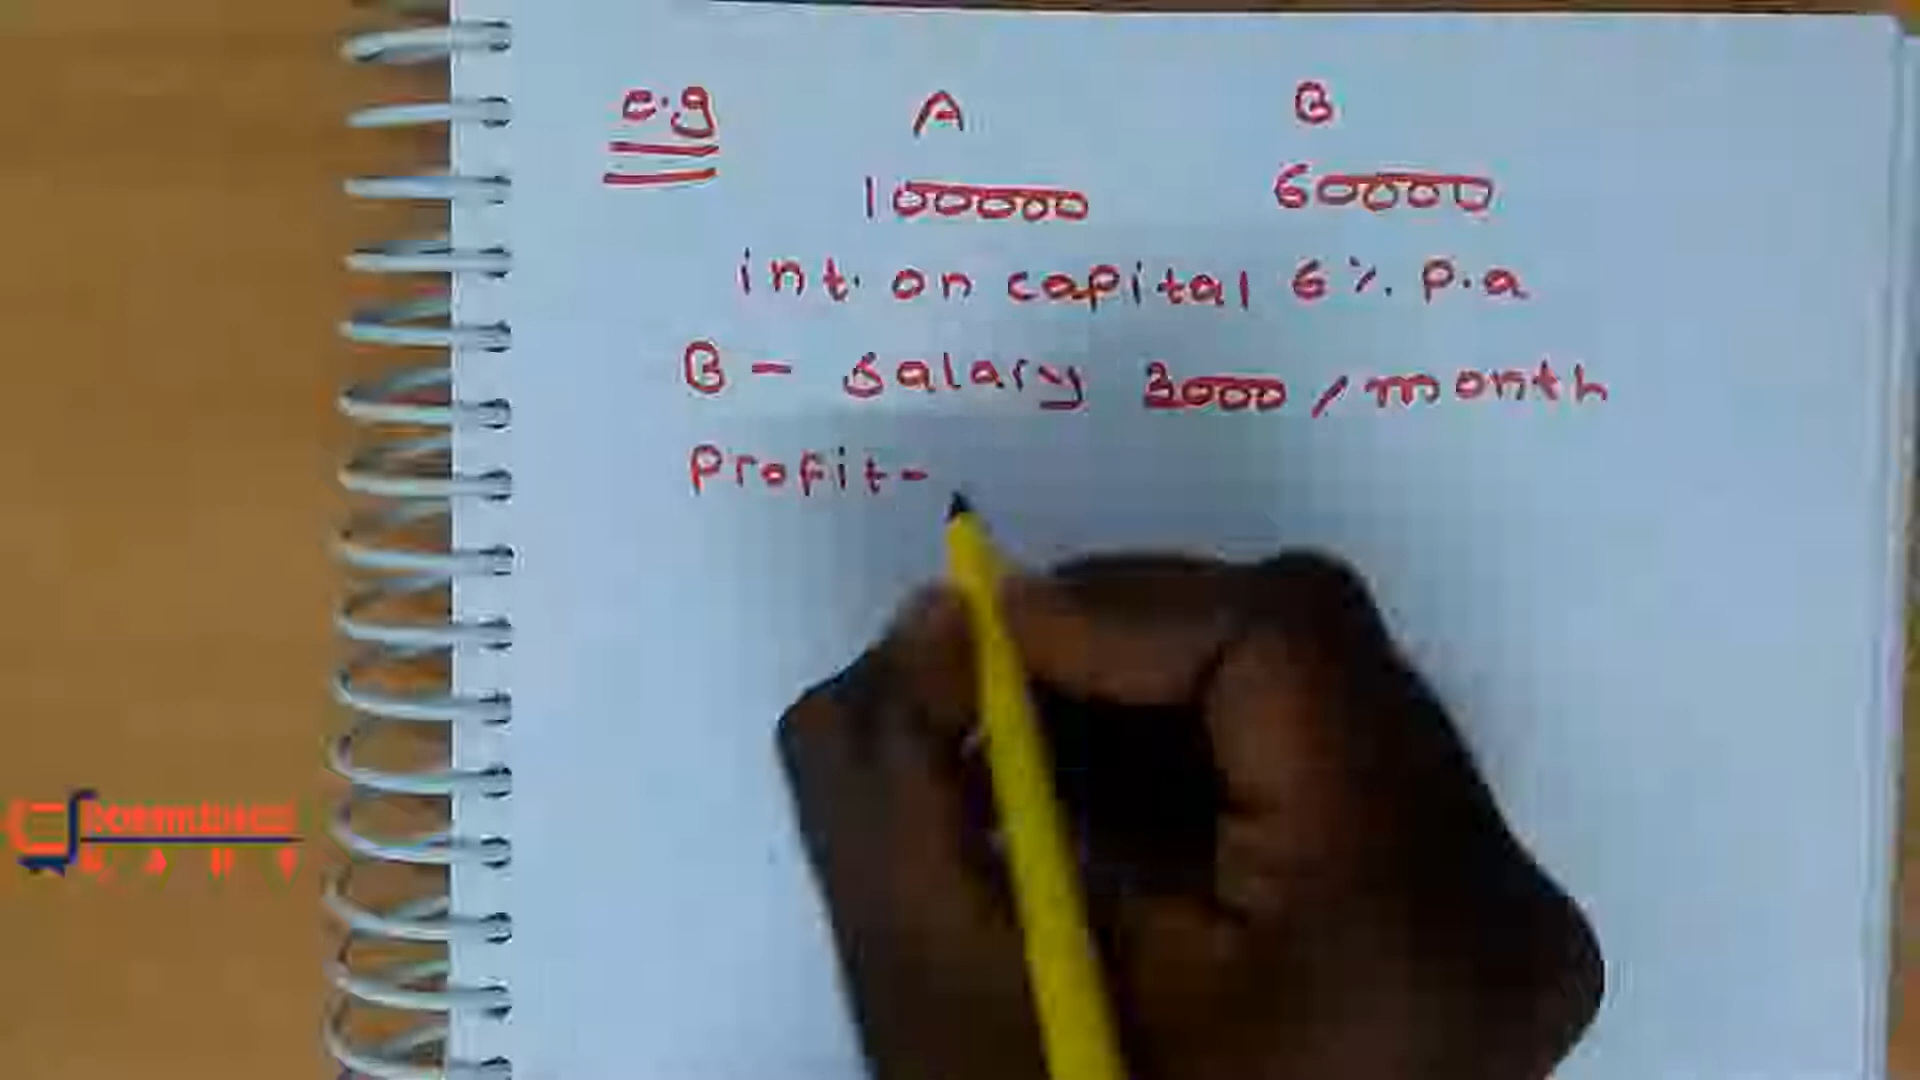 e.g A B
100000 60000
int. on capital 6%. P.a
B - Salary 3000 / month
Profit-